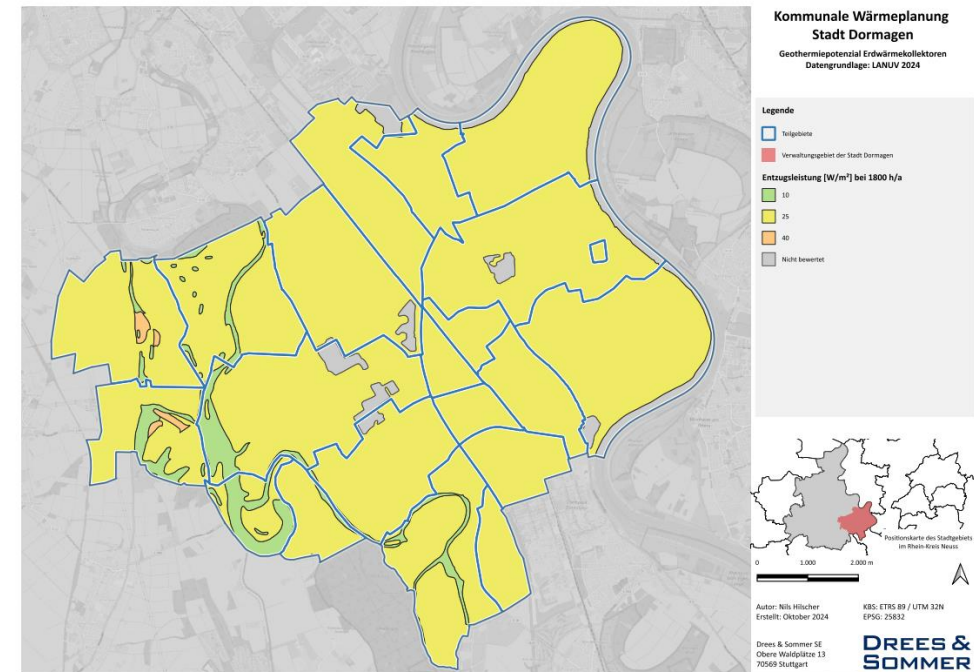 Kommunale Wärmeplanung
Stadt Dormagen
Geothermiepotenzial Erdwärmekollektoren
Datengrundlage: LANUV 2024
Legende
Teilgebiete
Verwaltungsgebiet der Stadt Dormagen
Entzugsleistung [W/m²] bei 1800 h/a
10
25
40
Nicht bewertet
Positionskarte des Stadtgebiets
im Rhein-Kreis Neuss
0 1.000 2.000 m
Autor: Nils Hilscher
Erstellt: Oktober 2024
KBS: ETRS 89 / UTM 32N
EPSG: 25832
Drees & Sommer SE
Obere Waldplätze 13
70569 Stuttgart
DREES &
SOMMER